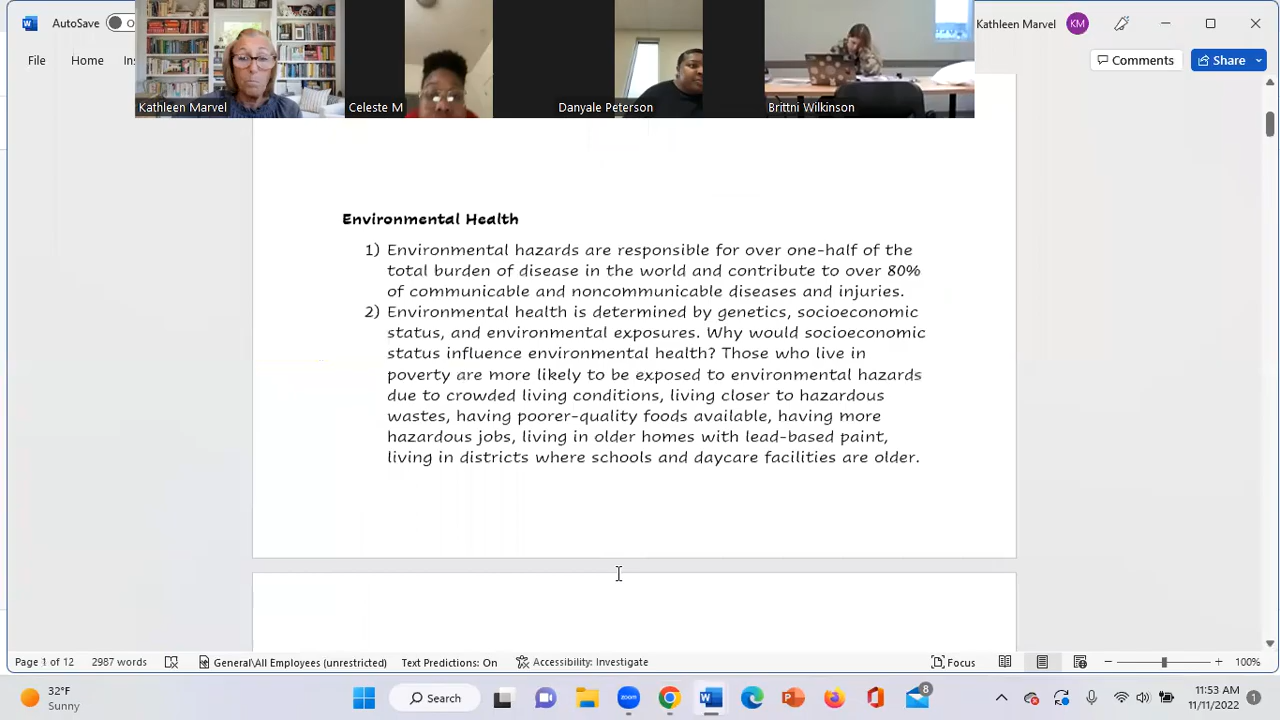 AutoSave
Kathleen Marvel KM
File Home Ins
Comments Share
Kathleen Marvel Celeste M Danyale Peterson Brittni Wilkinson
Environmental Health
1) Environmental hazards are responsible for over one-half of the
total burden of disease in the world and contribute to over 80%
of communicable and noncommunicable diseases and injuries.
2) Environmental health is determined by genetics, socioeconomic
status, and environmental exposures. Why would socioeconomic
status influence environmental health? Those who live in
poverty are more likely to be exposed to environmental hazards
due to crowded living conditions, living closer to hazardous
wastes, having poorer-quality foods available, having more
hazardous jobs, living in older homes with lead-based paint,
living in districts where schools and daycare facilities are older.
Page 1 of 12 2987 words General\All Employees (unrestricted) Text Predictions: On Accessibility: Investigate Focus 100%
32°F
Sunny
Search
zoom
8
11:53 AM
11/11/2022
1